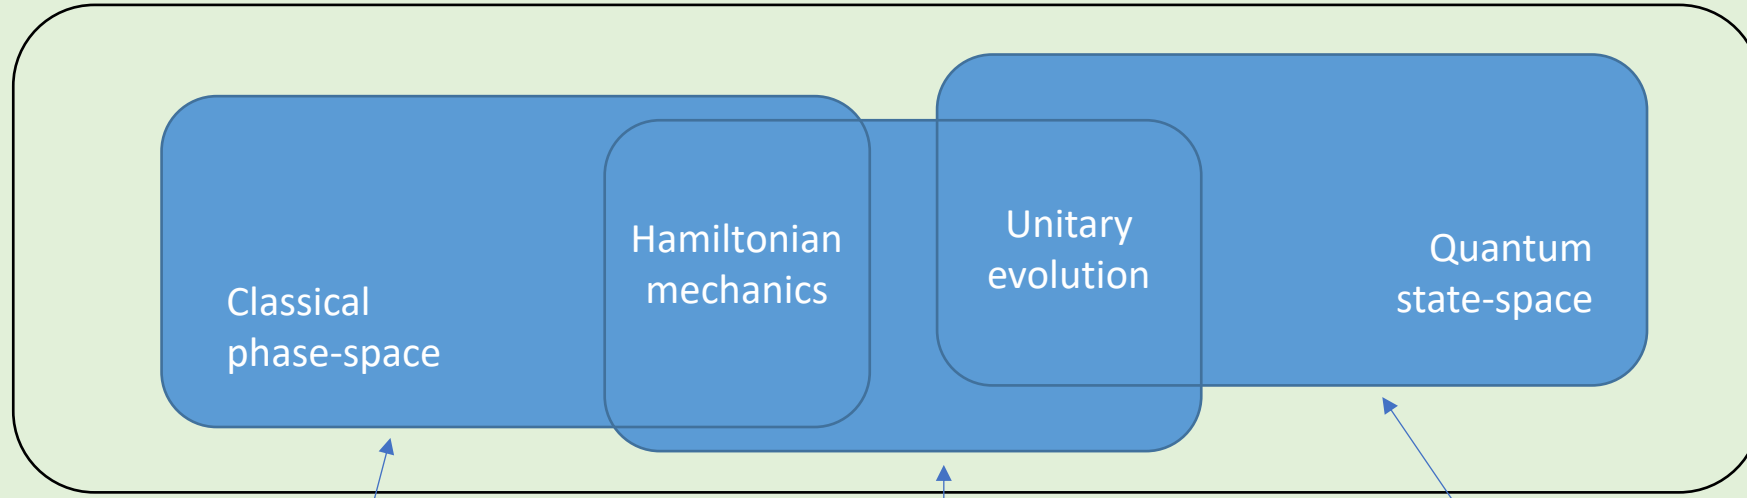 Classical
phase-space
Hamiltonian
mechanics
Unitary
evolution
Quantum
state-space